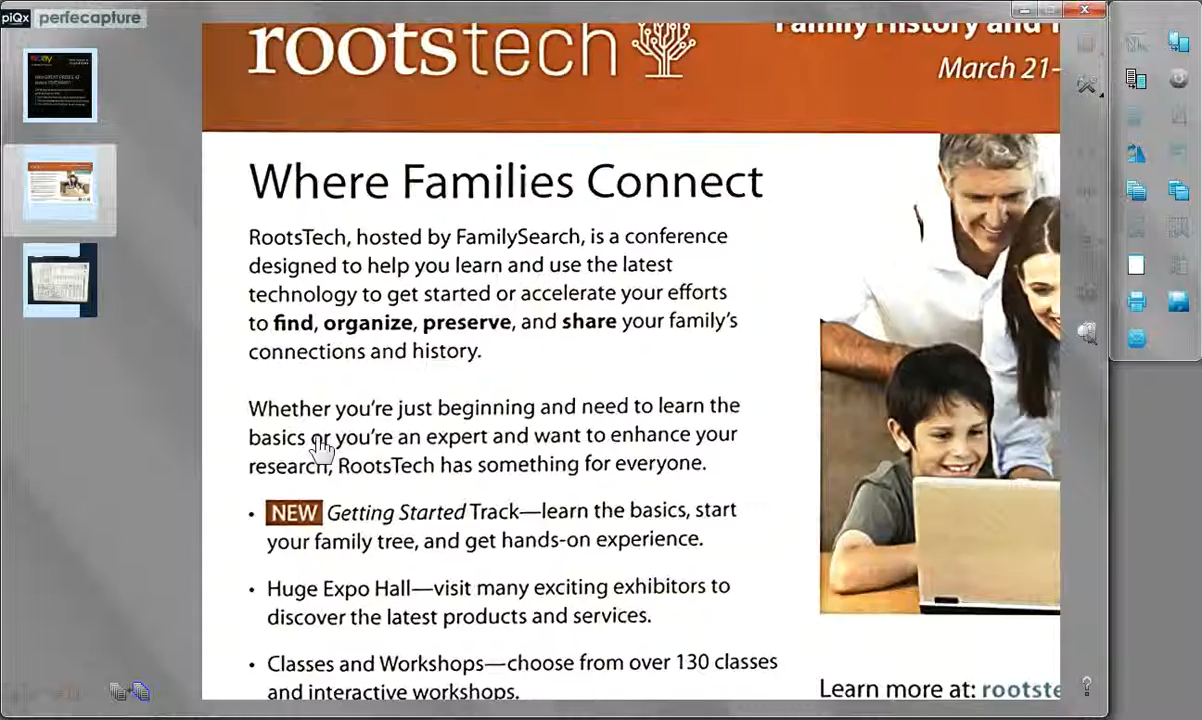 piQx perfecapture
rootstech
Family History and
March 21-
Where Families Connect
RootsTech, hosted by FamilySearch, is a conference
designed to help you learn and use the latest
technology to get started or accelerate your efforts
to find, organize, preserve, and share your family's
connections and history.
Whether you're just beginning and need to learn the
basics or you're an expert and want to enhance your
research, RootsTech has something for everyone.
• NEW Getting Started Track—learn the basics, start
your family tree, and get hands-on experience.
• Huge Expo Hall—visit many exciting exhibitors to
discover the latest products and services.
• Classes and Workshops—choose from over 130 classes
and interactive workshops.
Learn more at: rootste